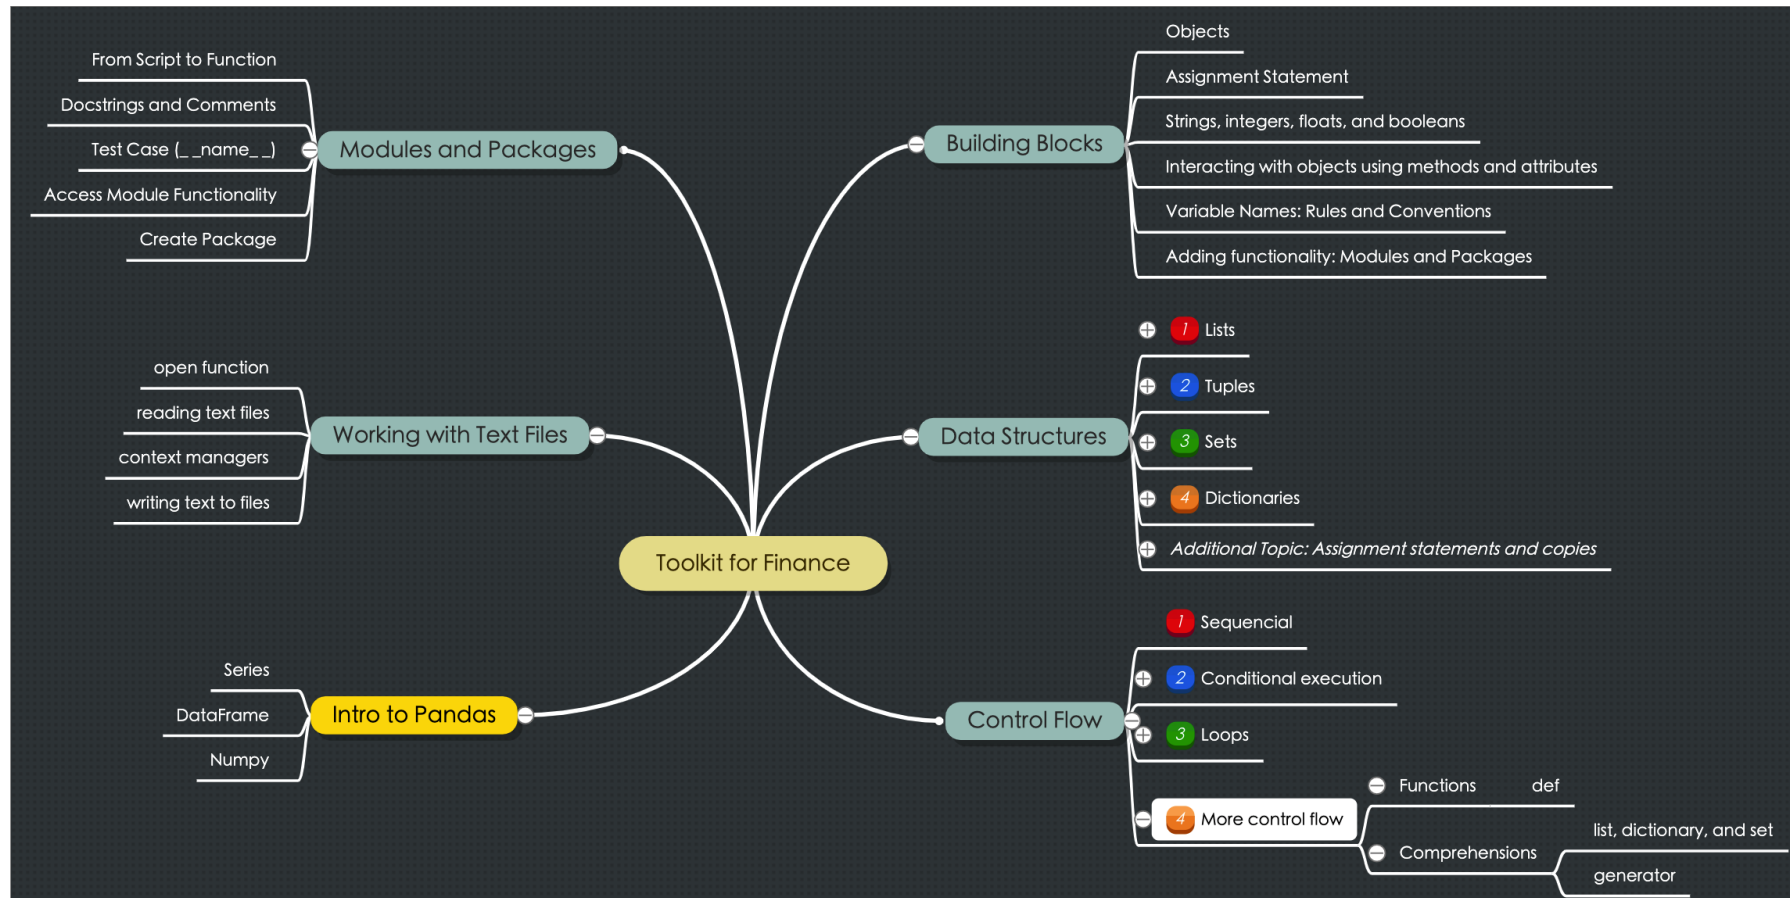 Toolkit for Finance
Building Blocks
Objects
Assignment Statement
Strings, integers, floats, and booleans
Interacting with objects using methods and attributes
Variable Names: Rules and Conventions
Adding functionality: Modules and Packages
Data Structures
1 Lists
2 Tuples
3 Sets
4 Dictionaries
Additional Topic: Assignment statements and copies
Control Flow
1 Sequencial
2 Conditional execution
3 Loops
4 More control flow
Functions def
Comprehensions
list, dictionary, and set
generator
Modules and Packages
From Script to Function
Docstrings and Comments
Test Case (_ _name_ _)
Access Module Functionality
Create Package
Working with Text Files
open function
reading text files
context managers
writing text to files
Intro to Pandas
Series
DataFrame
Numpy